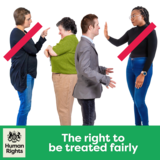 Human
Rights
The right to
be treated fairly